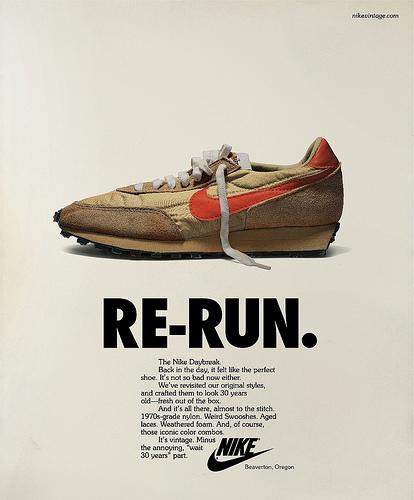 nikevintage.com
RE-RUN.
The Nike Daybreak.
Back in the day, it felt like the perfect
shoe. It's not so bad now either.
We've revisited our original styles,
and crafted them to look 30 years
old—fresh out of the box.
And it's all there, almost to the stitch.
1970s-grade nylon. Weird Swooshes. Aged
laces. Weathered foam. And, of course,
those iconic color combos.
It's vintage. Minus
the annoying, "wait
30 years" part.
NIKE
Beaverton, Oregon